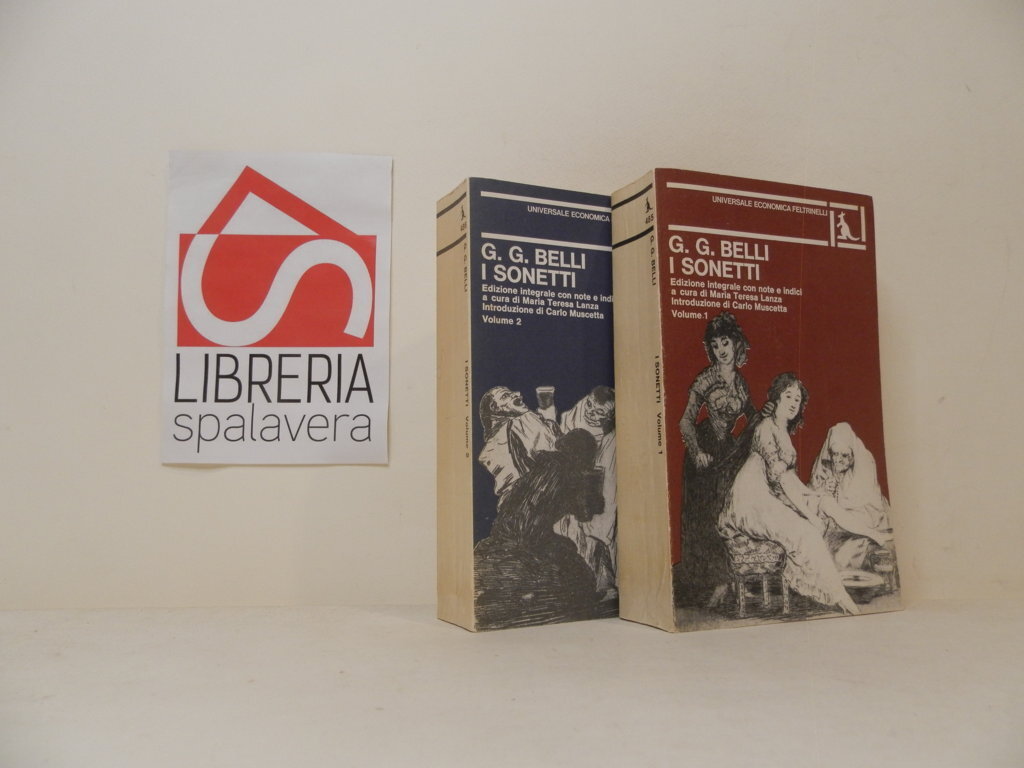 LIBRERIA
spalavera
UNIVERSALE ECONOMICA
G. G. BELLI
I SONETTI
Edizione integrale con note e indi
a cura di Maria Teresa Lanza
Introduzione di Carlo Muscetta
Volume 2
G. G. BELLI
I SONETTI Volume 2
UNIVERSALE ECONOMICA FELTRINELLI
G. G. BELLI
I SONETTI
Edizione integrale con note e indici
a cura di Maria Teresa Lanza
Introduzione di Carlo Muscetta
Volume 1
G. G. BELLI
I SONETTI Volume 1